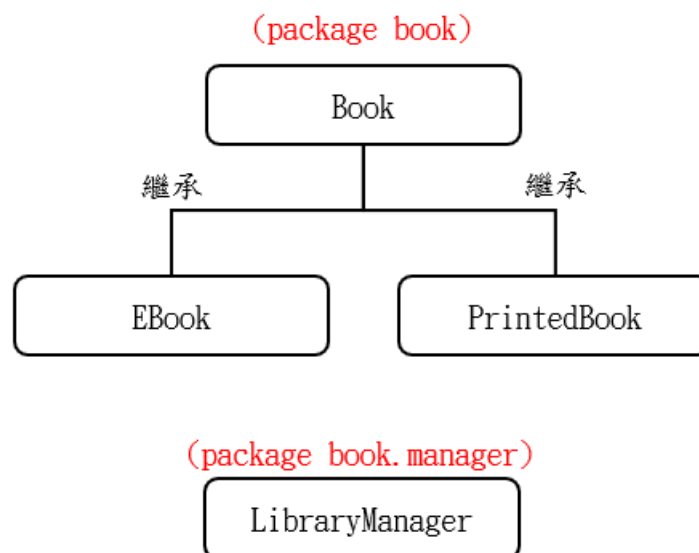 (package book)
Book
繼承
繼承
EBook
PrintedBook
(package book.manager)
LibraryManager